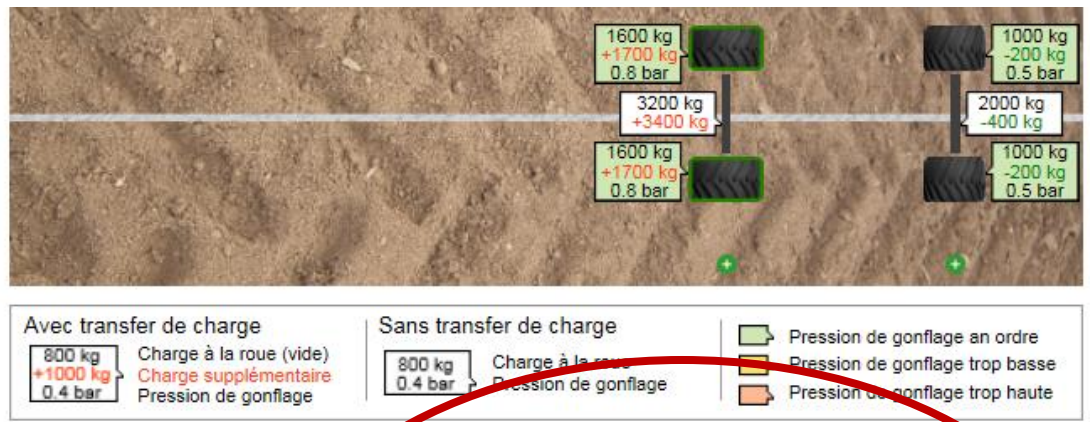 1600 kg
+1700 kg
0.8 bar
1000 kg
-200 kg
0.5 bar
3200 kg
+3400 kg
2000 kg
-400 kg
1600 kg
+1700 kg
0.8 bar
1000 kg
-200 kg
0.5 bar
Avec transfer de charge
800 kg
+1000 kg
0.4 bar
Charge à la roue (vide)
Charge supplémentaire
Pression de gonflage
Sans transfer de charge
800 kg
0.4 bar
Charge à la roue
Pression de gonflage
Pression de gonflage an ordre
Pression de gonflage trop basse
Pression de gonflage trop haute